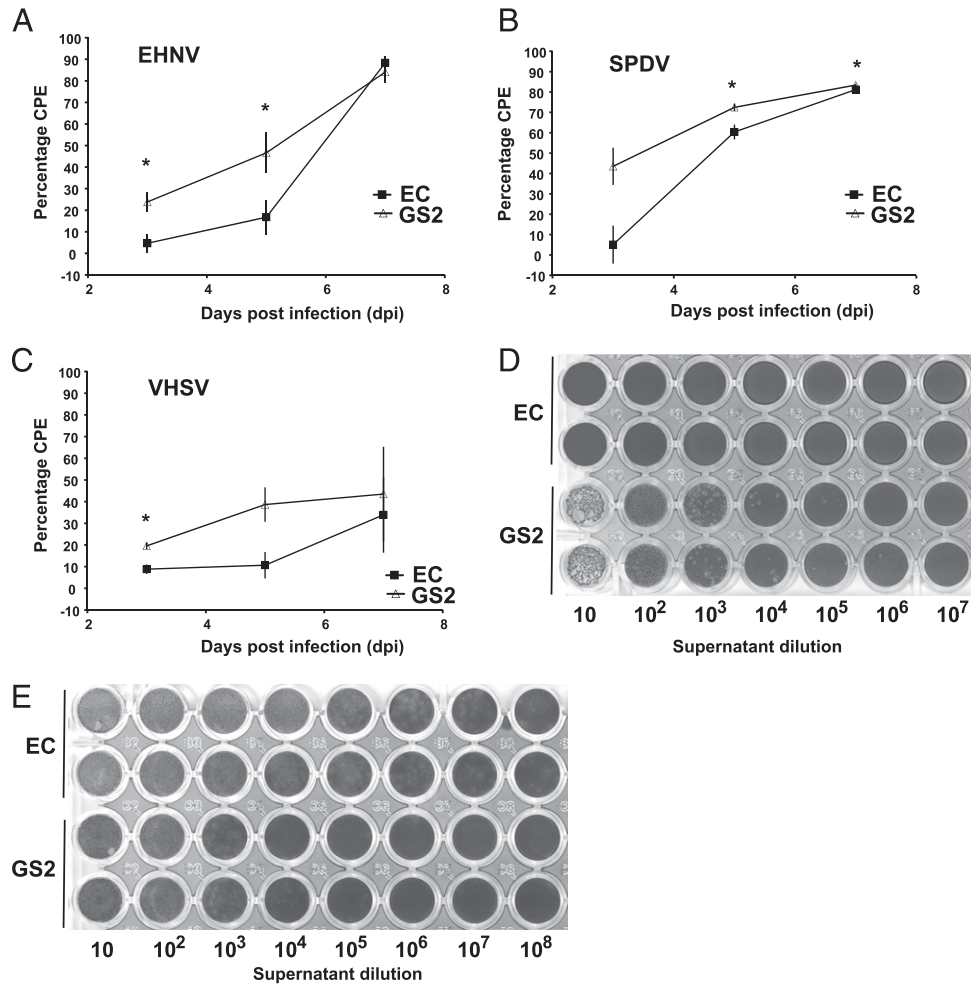 A
EHNV
Percentage CPE
100
90
80
70
60
50
40
30
20
10
0
-10
*
*
EC
GS2
2
4
6
8
Days post infection (dpi)
B
SPDV
Percentage CPE
100
90
80
70
60
50
40
30
20
10
0
-10
*
*
EC
GS2
2
4
6
8
Days post infection (dpi)
C
VHSV
Percentage CPE
100
90
80
70
60
50
40
30
20
10
0
-10
*
EC
GS2
2
4
6
8
Days post infection (dpi)
D
EC
GS2
10 10² 10³ 10⁴ 10⁵ 10⁶ 10⁷
Supernatant dilution
E
EC
GS2
10 10² 10³ 10⁴ 10⁵ 10⁶ 10⁷ 10⁸
Supernatant dilution